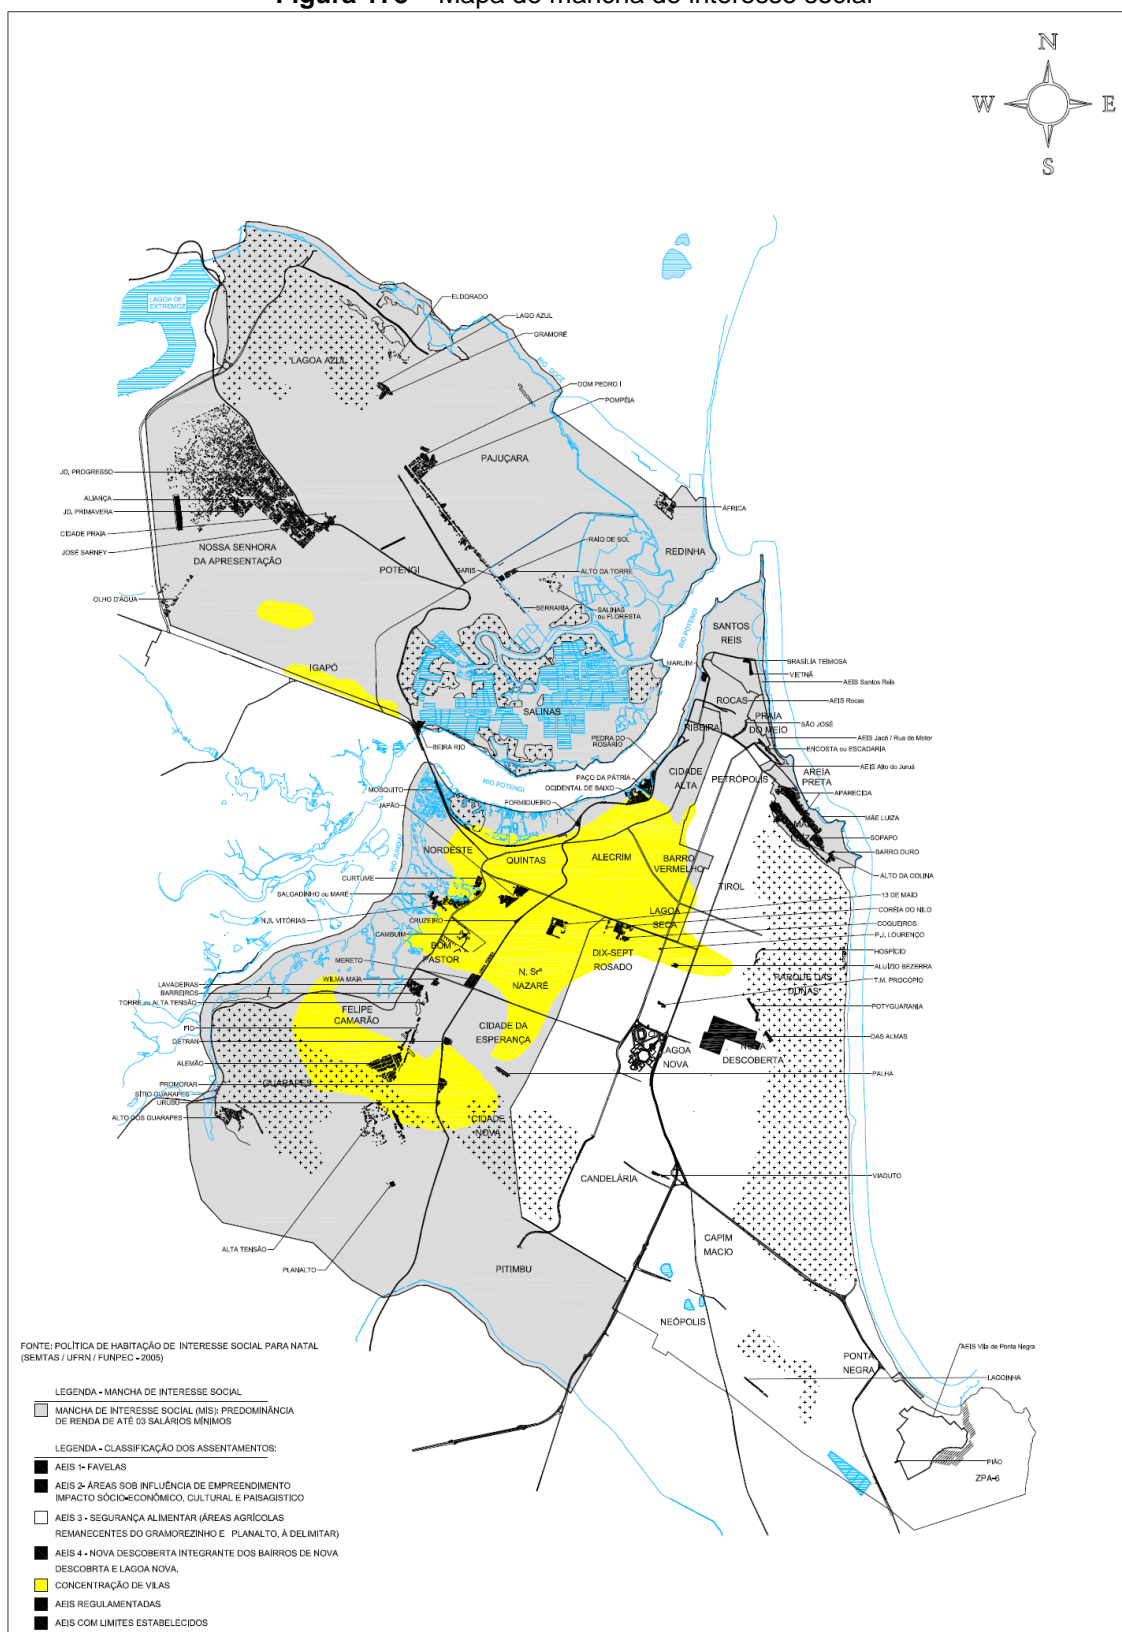 Figura 178 – Mapa de mancha de interesse social
N
W
E
S
LAGOA DE
EXTREMOZ
ELDORADO
LAGO AZUL
GRAMORÉ
LAGOA AZUL
RIO DOCE
DOM PEDRO I
POMPÉIA
PAJUÇARA
JD. PROGRESSO
ALIANÇA
JD. PRIMAVERA
CIDADE PRAIA
JOSÉ SARNEY
NOSSA SENHORA
DA APRESENTAÇÃO
ÁFRICA
REDINHA
RAIO DE SOL
GARIS
ALTO DA TORRE
POTENGI
OLHO D'ÁGUA
SERRARIA
SALINAS
ou FLORESTA
RIO POTENGI
SANTOS
REIS
MARUIM
BRASÍLIA TEIMOSA
VIETNÃ
AEIS Santos Reis
IGAPÓ
ROCAS
AEIS Rocas
SALINAS
PRAIA
DO MEIO
SÃO JOSÉ
RIBEIRA
AEIS Jacó / Rua do Motor
PEDRA DO
ROSÁRIO
BEIRA RIO
ENCOSTA ou ESCADARIA
AEIS Alto do Juruá
CIDADE
ALTA
PETRÓPOLIS
AREIA
PRETA
PAÇO DA PÁTRIA
OCIDENTAL DE BAIXO
RIO POTENGI
MOSQUITO
JAPÃO
FORMIGUEIRO
APARECIDA
MÃE LUIZA
SOPAPO
RIO JUNDIAÍ
NORDESTE
QUINTAS
ALECRIM
BARRO
VERMELHO
BARRO DURO
ALTO DA COLINA
CURTUME
TIROL
SALGADINHO ou MARÉ
13 DE MAIO
N.S. VITÓRIAS
CRUZEIRO
LAGOA
SECA
CORÉIA DO NILO
COQUEIROS
CAMBUIM
P.J. LOURENÇO
BOM
PASTOR
DIX-SEPT
ROSADO
HOSPÍCIO
MERETO
ALUÍZIO BEZERRA
WILMA MAIA
N. Srª
NAZARÉ
PARQUE DAS
DUNAS
T.M. PROCÓPIO
LAVADEIRAS
BARREIROS
TORRE ou ALTA TENSÃO
POTYGUARANIA
FELIPE
CAMARÃO
FIO
CIDADE DA
ESPERANÇA
DAS ALMAS
DETRAN
LAGOA
NOVA
NOVA
DESCOBERTA
ALEMÃO
PALHA
GUARAPES
PROMORAR
SÍTIO GUARAPES
URUBU
ALTO DOS GUARAPES
CIDADE
NOVA
CANDELÁRIA
VIADUTO
ALTA TENSÃO
CAPIM
MACIO
PLANALTO
PITIMBU
NEÓPOLIS
PONTA
NEGRA
AEIS Vila de Ponta Negra
LAGOINHA
PIÃO
ZPA-6
FONTE: POLÍTICA DE HABITAÇÃO DE INTERESSE SOCIAL PARA NATAL
(SEMTAS / UFRN / FUNPEC - 2005)
LEGENDA - MANCHA DE INTERESSE SOCIAL
MANCHA DE INTERESSE SOCIAL (MIS): PREDOMINÂNCIA
DE RENDA DE ATÉ 03 SALÁRIOS MÍNIMOS
LEGENDA - CLASSIFICAÇÃO DOS ASSENTAMENTOS:
AEIS 1- FAVELAS
AEIS 2- ÁREAS SOB INFLUÊNCIA DE EMPREENDIMENTO
IMPACTO SÓCIO-ECONÔMICO, CULTURAL E PAISAGISTICO
AEIS 3 - SEGURANÇA ALIMENTAR (ÁREAS AGRÍCOLAS
REMANECENTES DO GRAMOREZINHO E PLANALTO, À DELIMITAR)
AEIS 4 - NOVA DESCOBERTA INTEGRANTE DOS BAIRROS DE NOVA
DESCOBRTA E LAGOA NOVA.
CONCENTRAÇÃO DE VILAS
AEIS REGULAMENTADAS
AEIS COM LIMITES ESTABELECIDOS